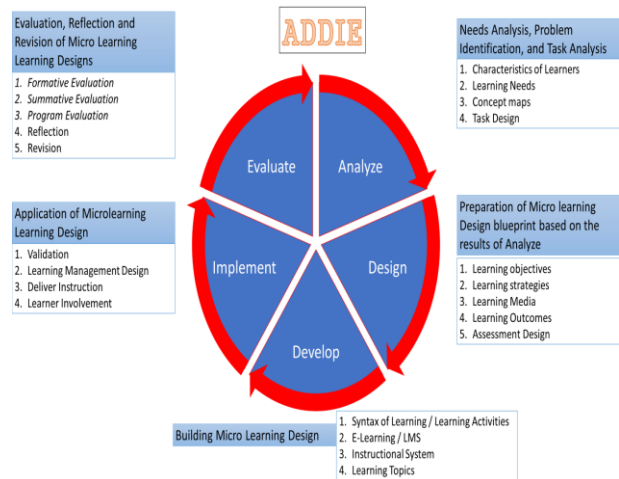 ADDIE
Evaluation, Reflection and
Revision of Micro Learning
Learning Designs
1. Formative Evaluation
2. Summative Evaluation
3. Program Evaluation
4. Reflection
5. Revision
Needs Analysis, Problem
Identification, and Task Analysis
1. Characteristics of Learners
2. Learning Needs
3. Concept maps
4. Task Design
Evaluate
Analyze
Application of Microlearning
Learning Design
1. Validation
2. Learning Management Design
3. Deliver Instruction
4. Learner Involvement
Implement
Design
Preparation of Micro learning
Design blueprint based on the
results of Analyze
1. Learning objectives
2. Learning strategies
3. Learning Media
4. Learning Outcomes
5. Assessment Design
Develop
Building Micro Learning Design
1. Syntax of Learning / Learning Activities
2. E-Learning / LMS
3. Instructional System
4. Learning Topics